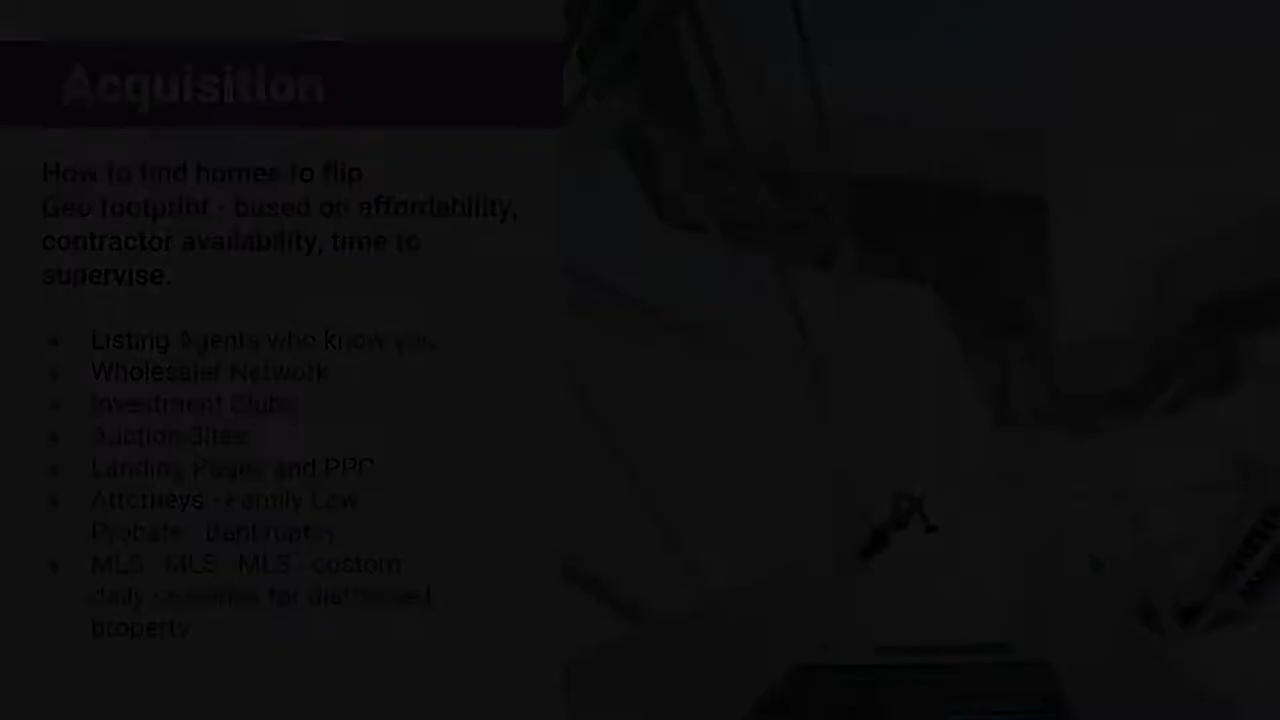 Acquisition
How to find homes to flip
Geo footprint - based on affordability,
contractor availability, time to
supervise.
Listing Agents who know you
Wholesaler Network
Investment Clubs
Auction Sites
Landing Pages and PPC
Attorneys - Family Law
Probate - Bankruptcy
MLS - MLS - MLS - custom
daily searches for distressed
property